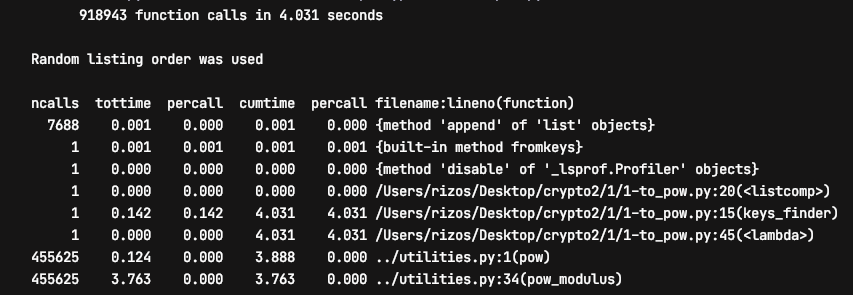 918943 function calls in 4.031 seconds
Random listing order was used
ncalls tottime percall cumtime percall filename:lineno(function)
7688 0.001 0.000 0.001 0.000 {method 'append' of 'list' objects}
1 0.001 0.001 0.001 0.001 {built-in method fromkeys}
1 0.000 0.000 0.000 0.000 {method 'disable' of '_lsprof.Profiler' objects}
1 0.000 0.000 0.000 0.000 /Users/rizos/Desktop/crypto2/1/1-to_pow.py:20(<listcomp>)
1 0.142 0.142 4.031 4.031 /Users/rizos/Desktop/crypto2/1/1-to_pow.py:15(keys_finder)
1 0.000 0.000 4.031 4.031 /Users/rizos/Desktop/crypto2/1/1-to_pow.py:45(<lambda>)
455625 0.124 0.000 3.888 0.000 ../utilities.py:1(pow)
455625 3.763 0.000 3.763 0.000 ../utilities.py:34(pow_modulus)